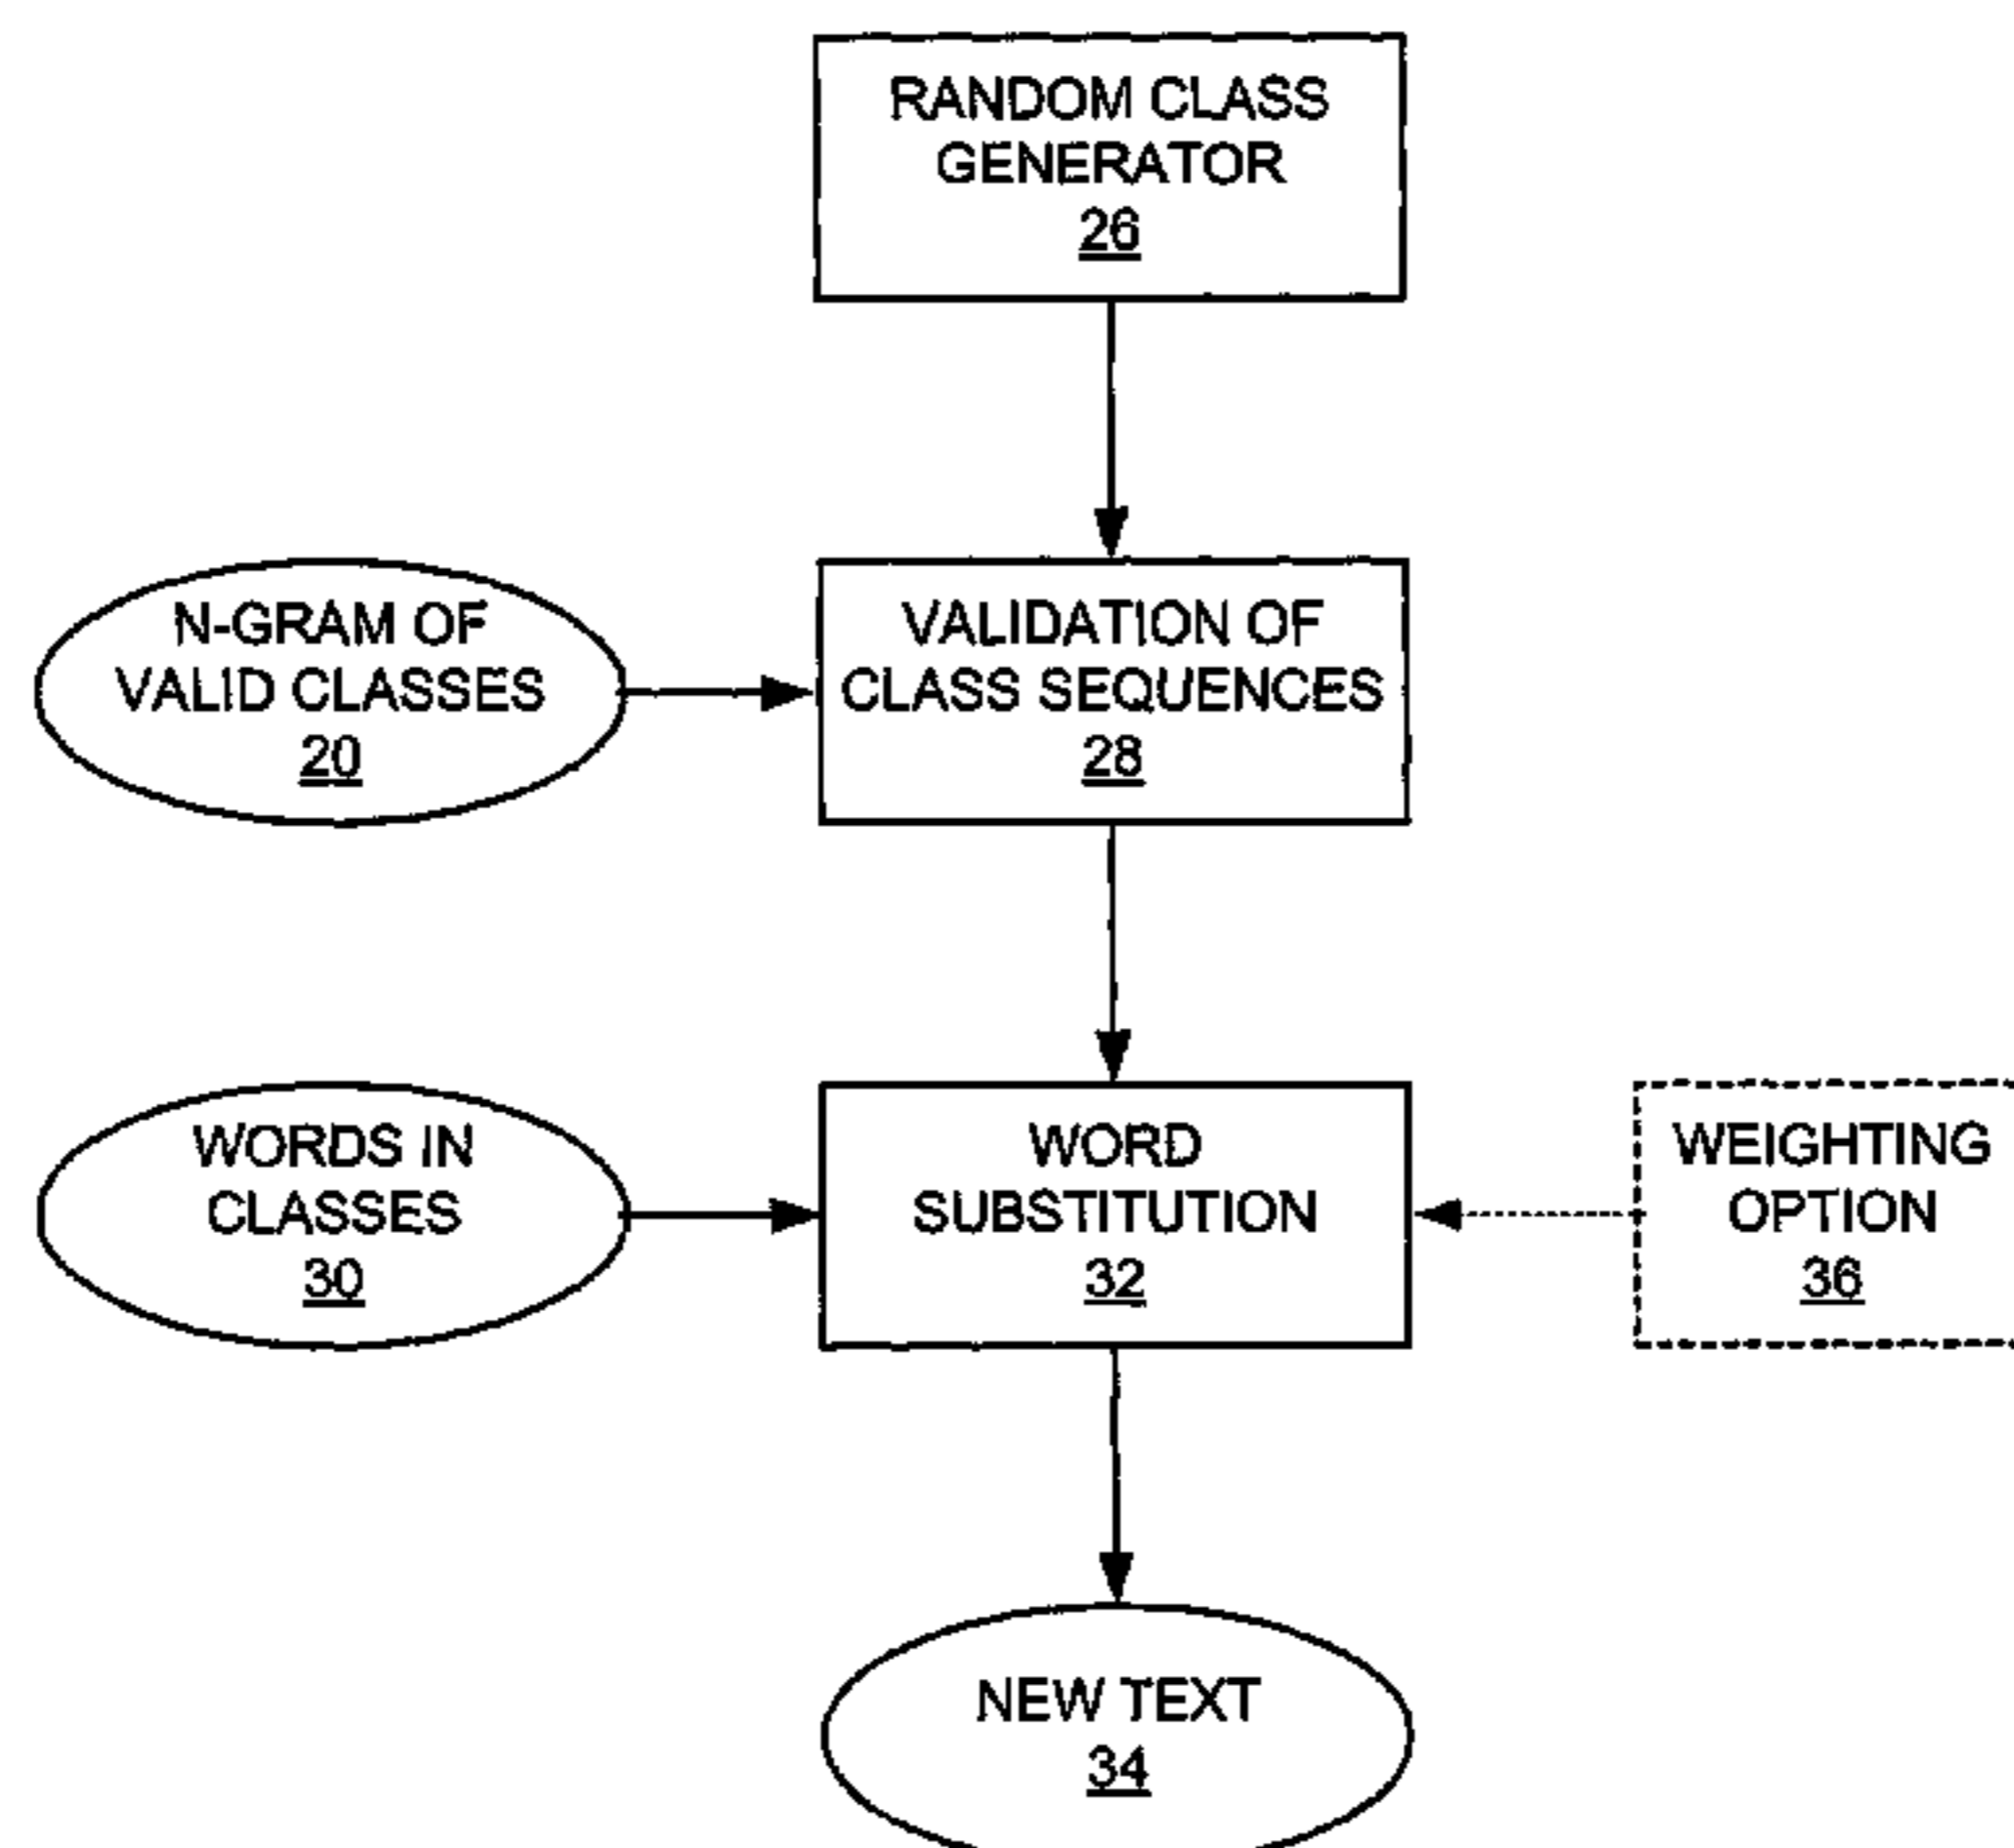 RANDOM CLASS
GENERATOR
26
N-GRAM OF
VALID CLASSES
20
VALIDATION OF
CLASS SEQUENCES
28
WORDS IN
CLASSES
30
WORD
SUBSTITUTION
32
WEIGHTING
OPTION
36
NEW TEXT
34